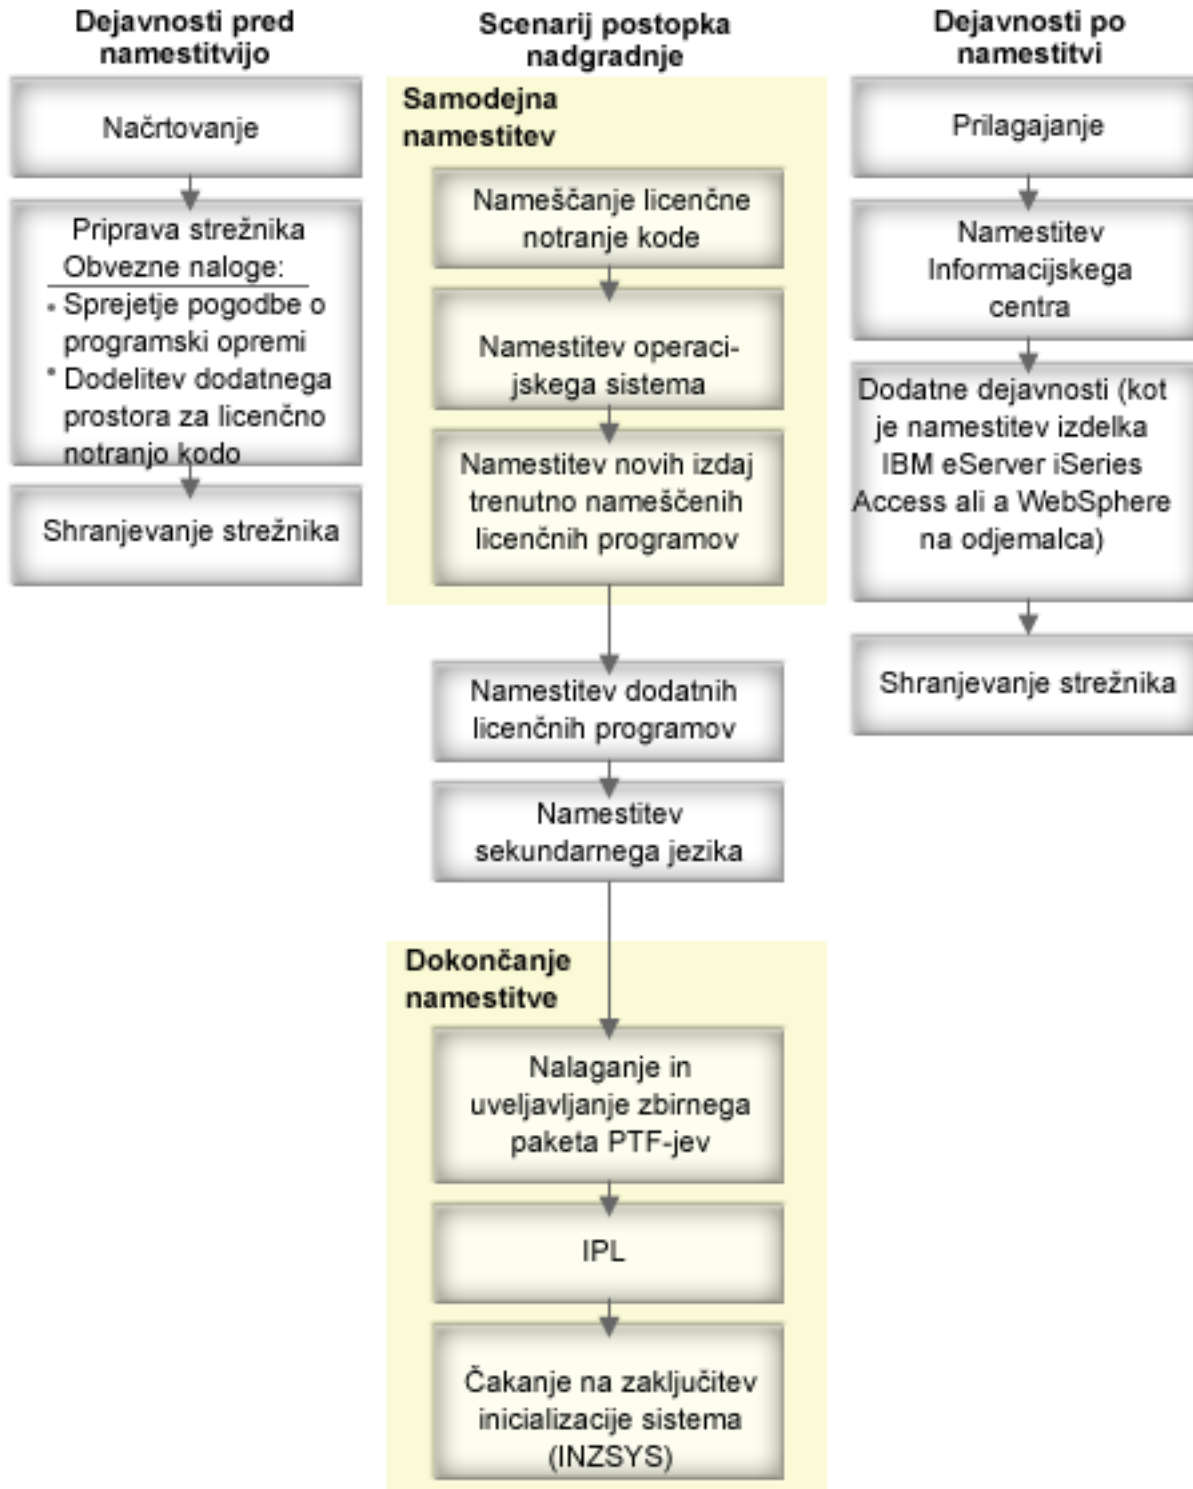 Dejavnosti pred
namestitvijo
Načrtovanje
Priprava strežnika
Obvezne naloge:
• Sprejetje pogodbe o
programski opremi
• Dodelitev dodatnega
prostora za licenčno
notranjo kodo
Shranjevanje strežnika
Scenarij postopka
nadgradnje
Samodejna
namestitev
Nameščanje licenčne
notranje kode
Namestitev operaci-
jskega sistema
Namestitev novih izdaj
trenutno nameščenih
licenčnih programov
Namestitev dodatnih
licenčnih programov
Namestitev
sekundarnega jezika
Dokončanje
namestitve
Nalaganje in
uveljavljanje zbirnega
paketa PTF-jev
IPL
Čakanje na zaključitev
inicializacije sistema
(INZSYS)
Dejavnosti po
namestitvi
Prilagajanje
Namestitev
Informacijskega
centra
Dodatne dejavnosti (kot
je namestitev izdelka
IBM eServer iSeries
Access ali a WebSphere
na odjemalca)
Shranjevanje strežnika